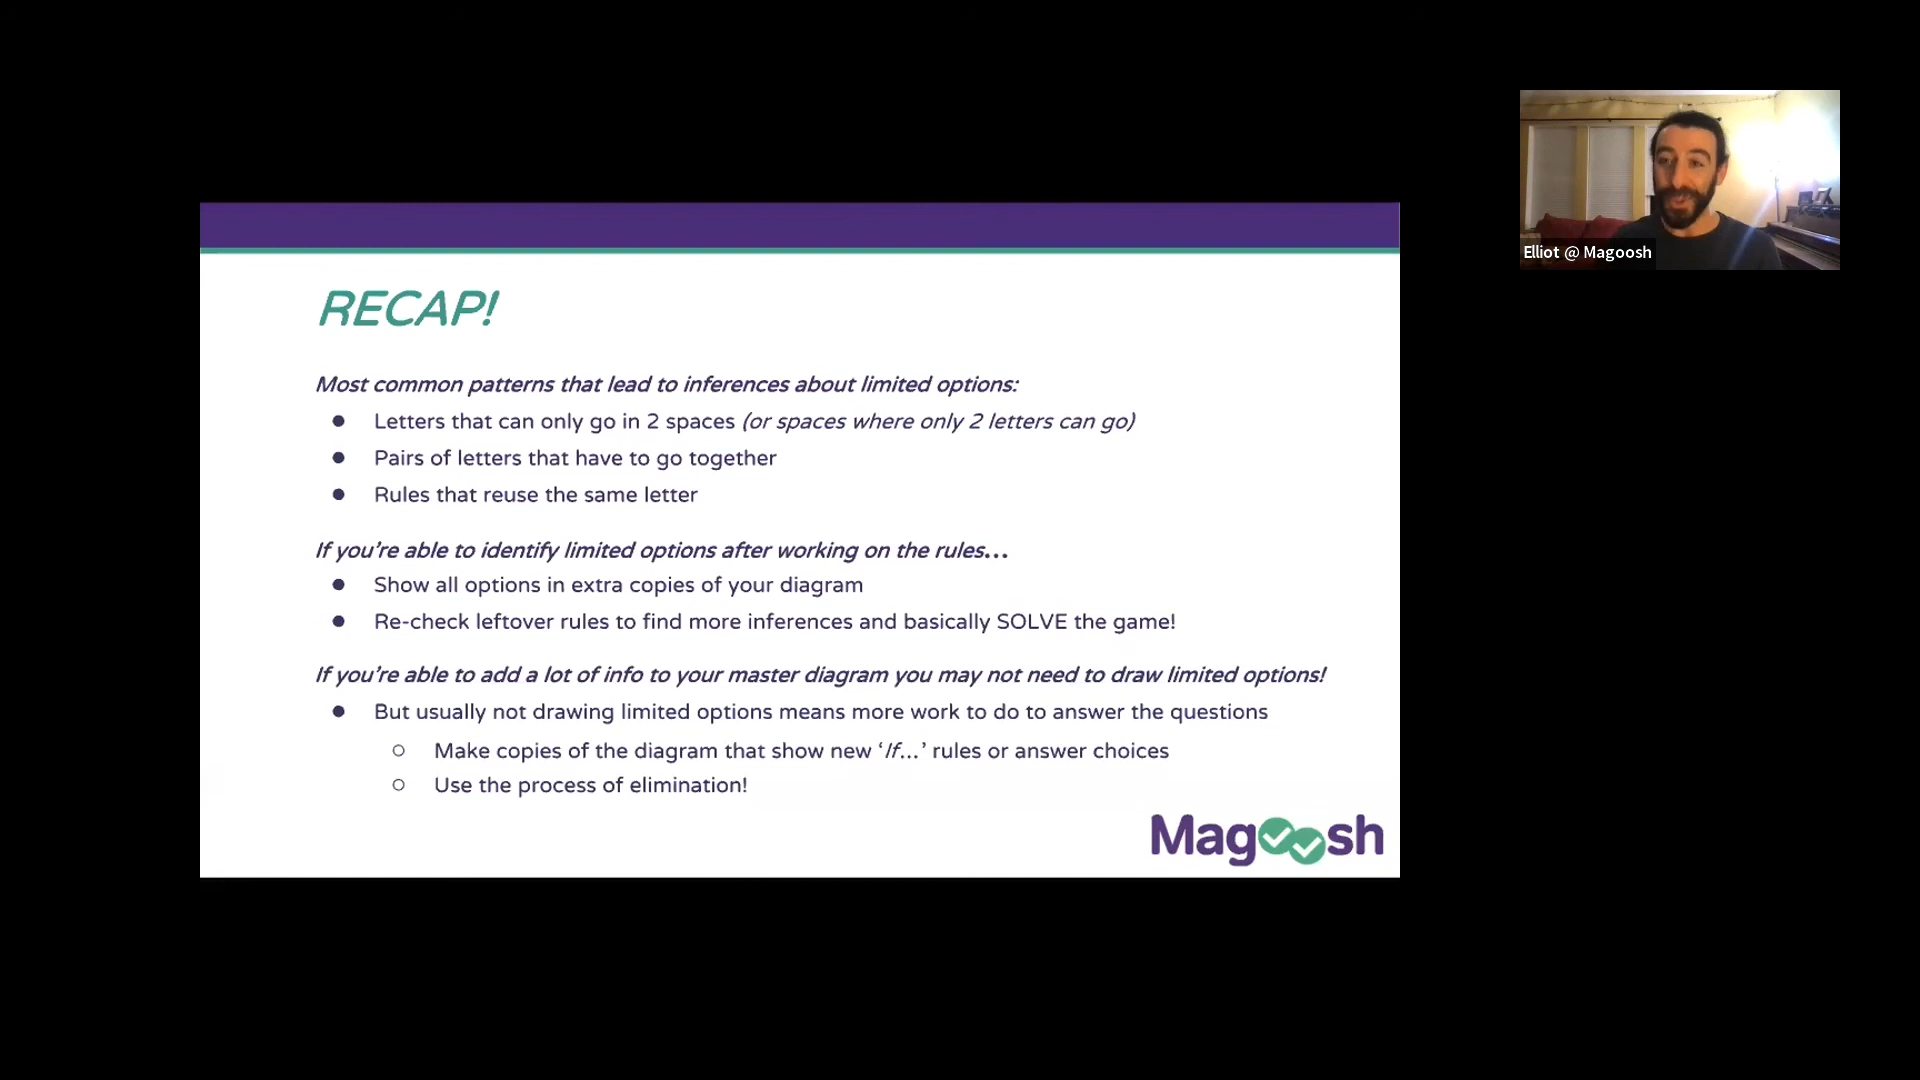 RECAP!
Most common patterns that lead to inferences about limited options:
● Letters that can only go in 2 spaces (or spaces where only 2 letters can go)
● Pairs of letters that have to go together
● Rules that reuse the same letter
If you're able to identify limited options after working on the rules...
● Show all options in extra copies of your diagram
● Re-check leftover rules to find more inferences and basically SOLVE the game!
If you're able to add a lot of info to your master diagram you may not need to draw limited options!
● But usually not drawing limited options means more work to do to answer the questions
○ Make copies of the diagram that show new 'If...' rules or answer choices
○ Use the process of elimination!
Magoosh
Elliot @ Magoosh